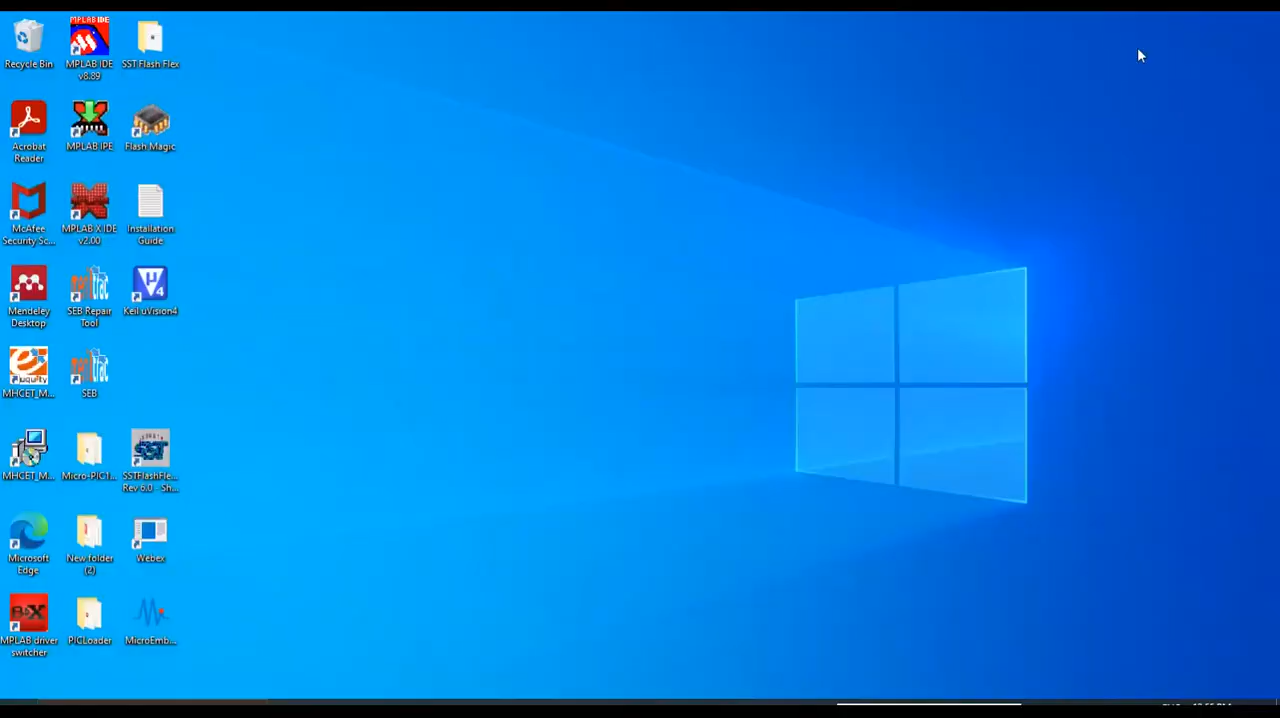 Recycle Bin
MPLAB IDE
MPLAB IDE
v8.89
SST Flash Flex
Acrobat
Reader
MPLAB IPE
Flash Magic
McAfee
Security Sc...
MPLAB X IDE
v2.00
Installation
Guide
Mendeley
Desktop
SEB Repair
Tool
Keil uVision4
MHCET_M...
SEB
MHCET_M...
Micro-PIC1...
SSTFlashFle...
Rev 6.0 - Sh...
Microsoft
Edge
New folder
(2)
Webex
MPLAB driver
switcher
PICLoader
MicroEmb...